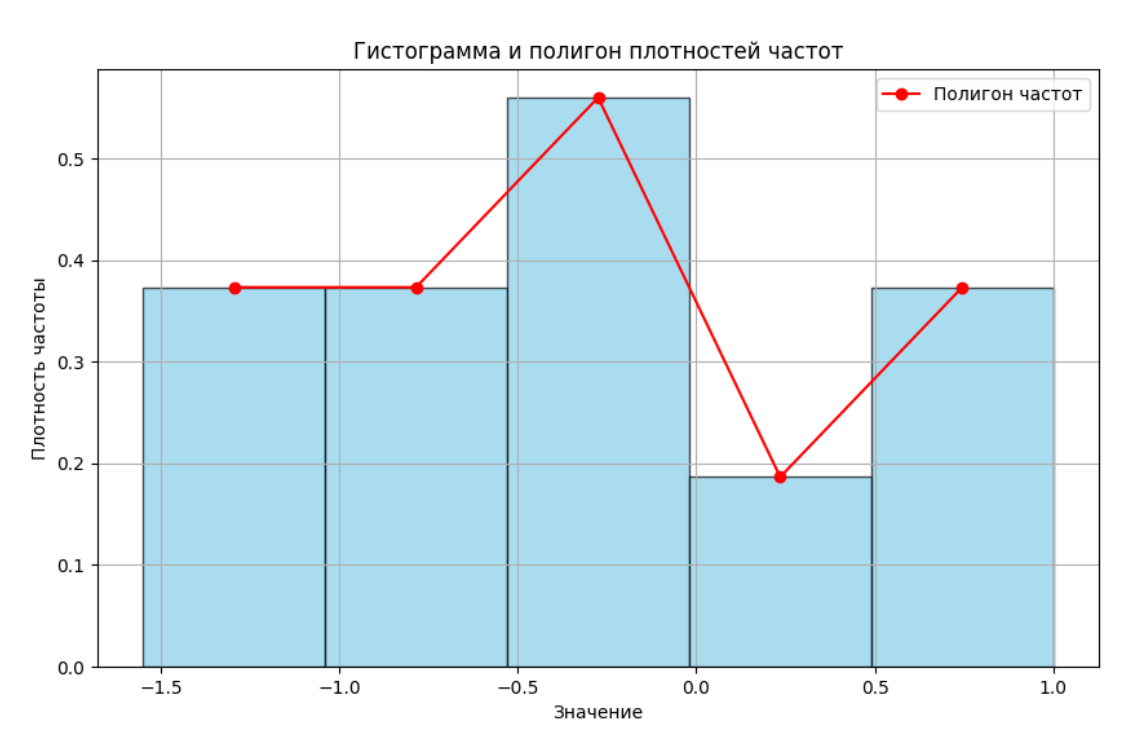 Гистограмма и полигон плотностей частот
Полигон частот
Плотность частоты
0.5
0.4
0.3
0.2
0.1
0.0
−1.5 −1.0 −0.5 0.0 0.5 1.0
Значение